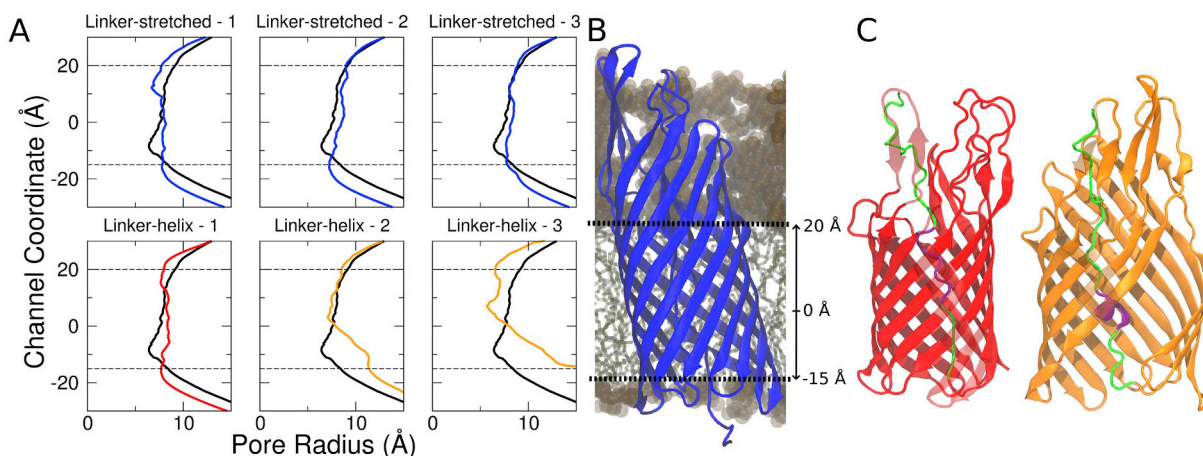 A
B
C
Linker-stretched - 1
Linker-stretched - 2
Linker-stretched - 3
20
0
-20
Linker-helix - 1
Linker-helix - 2
Linker-helix - 3
20
0
-20
0 10 0 10 0 10
Channel Coordinate (Å)
Pore Radius (Å)
20 Å
0 Å
-15 Å